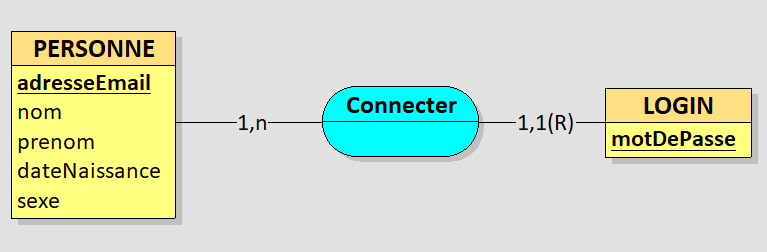 PERSONNE
adresseEmail
nom
prenom
dateNaissance
sexe
1,n
Connecter
1,1(R)
LOGIN
motDePasse